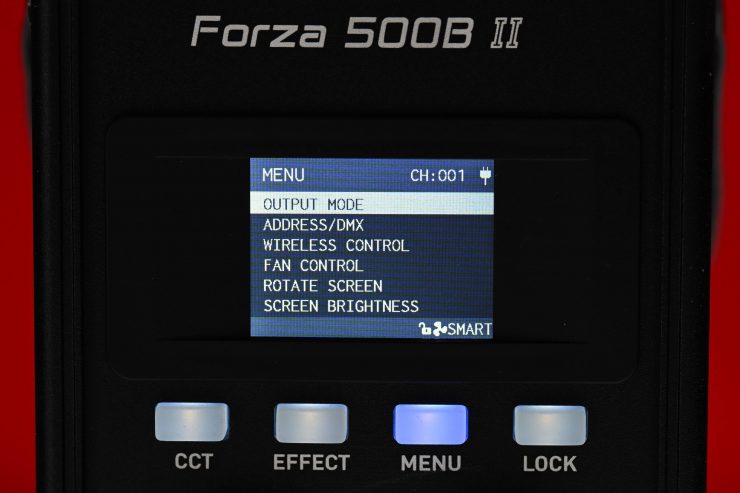 Forza 500B II
MENU CH:001
OUTPUT MODE
ADDRESS/DMX
WIRELESS CONTROL
FAN CONTROL
ROTATE SCREEN
SCREEN BRIGHTNESS
SMART
CCT EFFECT MENU LOCK